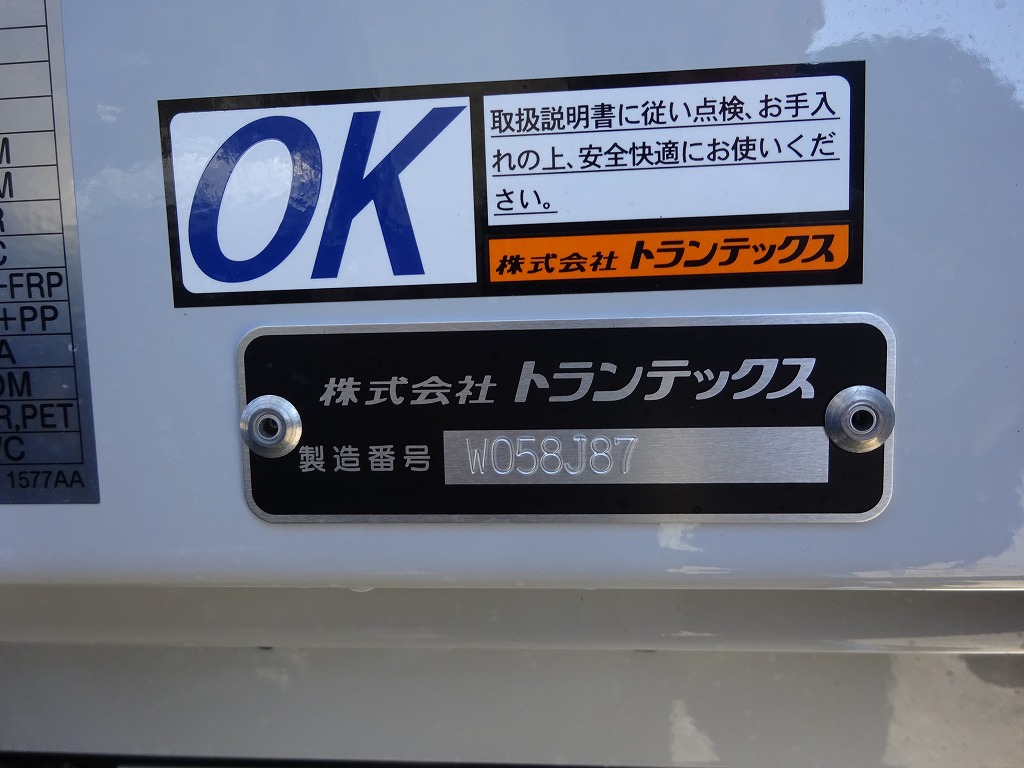 M
M
R
C
+FRP
+PP
A
OM
R,PET
VC
1577AA
OK
取扱説明書に従い点検、お手入
れの上、安全快適にお使いくだ
さい。
株式会社 トランテックス
株式会社 トランテックス
製造番号 W058J87